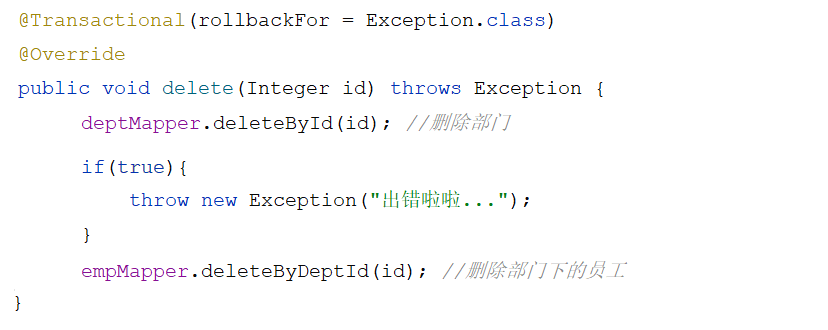 @Transactional(rollbackFor = Exception.class)
@Override
public void delete(Integer id) throws Exception {
deptMapper.deleteById(id); //删除部门
if(true){
throw new Exception("出错啦啦...");
}
empMapper.deleteByDeptId(id); //删除部门下的员工
}